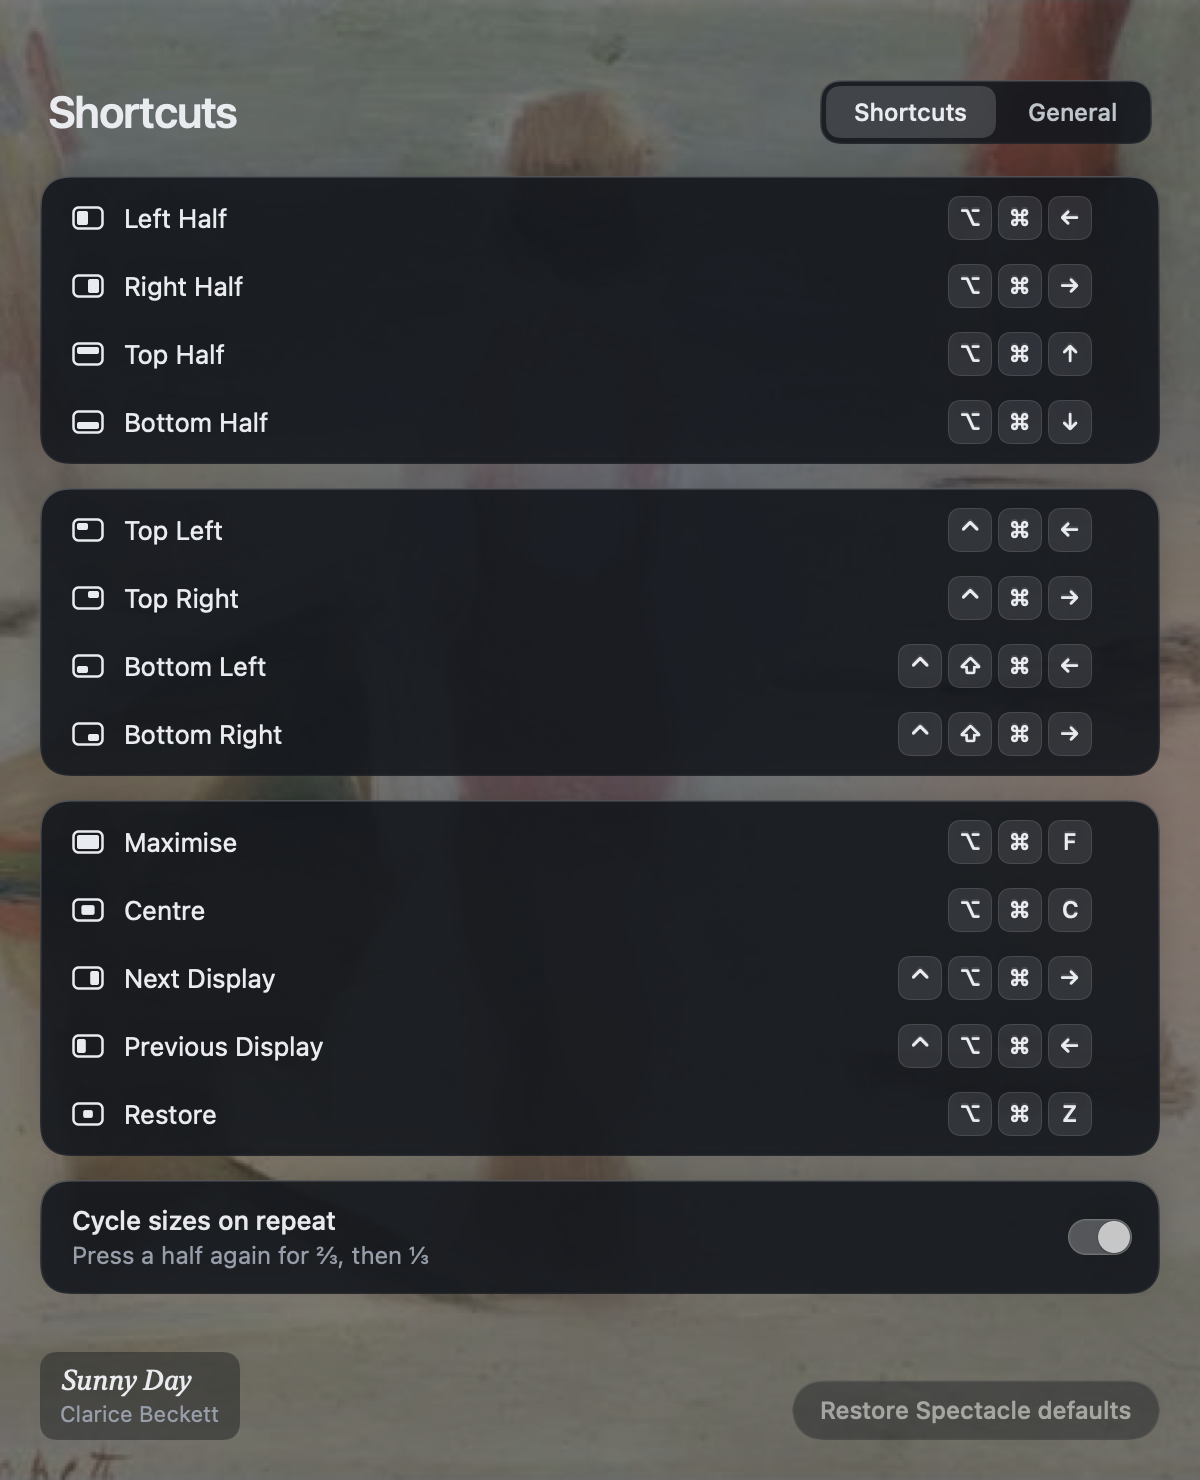 Shortcuts
Shortcuts General
Left Half ⌥ ⌘ ←
Right Half ⌥ ⌘ →
Top Half ⌥ ⌘ ↑
Bottom Half ⌥ ⌘ ↓
Top Left ^ ⌘ ←
Top Right ^ ⌘ →
Bottom Left ^ ⇧ ⌘ ←
Bottom Right ^ ⇧ ⌘ →
Maximise ⌥ ⌘ F
Centre ⌥ ⌘ C
Next Display ^ ⌥ ⌘ →
Previous Display ^ ⌥ ⌘ ←
Restore ⌥ ⌘ Z
Cycle sizes on repeat
Press a half again for ⅔, then ⅓
Sunny Day
Clarice Beckett
Restore Spectacle defaults